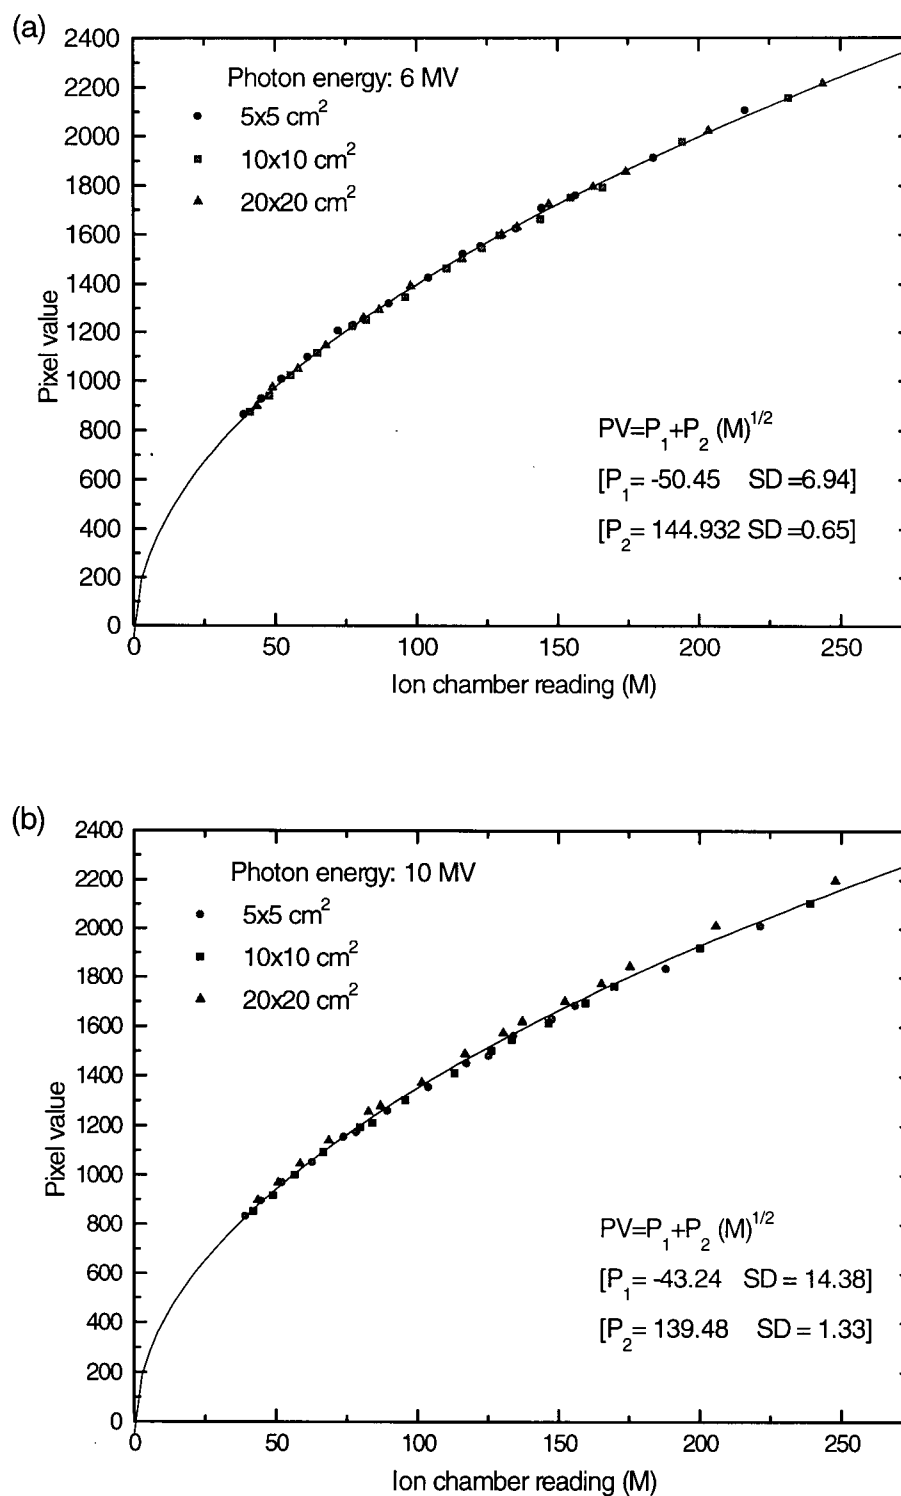 (a)
2400
2200
2000
1800
1600
1400
1200
1000
800
600
400
200
0
Pixel value
Photon energy: 6 MV
5x5 cm²
10x10 cm²
20x20 cm²
PV=P₁+P₂ (M)^1/2
[P₁= -50.45 SD =6.94]
[P₂= 144.932 SD =0.65]
0 50 100 150 200 250
Ion chamber reading (M)
(b)
2400
2200
2000
1800
1600
1400
1200
1000
800
600
400
200
0
Pixel value
Photon energy: 10 MV
5x5 cm²
10x10 cm²
20x20 cm²
PV=P₁+P₂ (M)^1/2
[P₁= -43.24 SD = 14.38]
[P₂= 139.48 SD = 1.33]
0 50 100 150 200 250
Ion chamber reading (M)